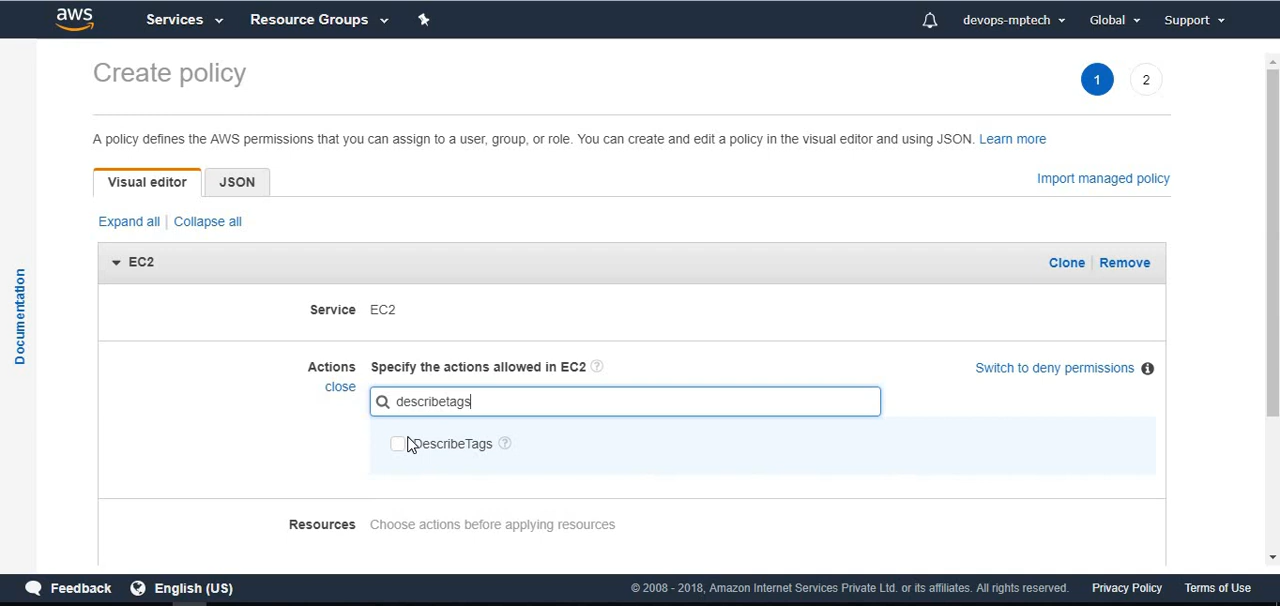 aws Services Resource Groups devops-mptech Global Support
Create policy
1 2
A policy defines the AWS permissions that you can assign to a user, group, or role. You can create and edit a policy in the visual editor and using JSON. Learn more
Visual editor JSON Import managed policy
Expand all Collapse all
EC2 Clone Remove
Service EC2
Actions Specify the actions allowed in EC2 ? Switch to deny permissions i
close
describetags
DescribeTags ?
Resources Choose actions before applying resources
Documentation
Feedback English (US) © 2008 - 2018, Amazon Internet Services Private Ltd. or its affiliates. All rights reserved. Privacy Policy Terms of Use